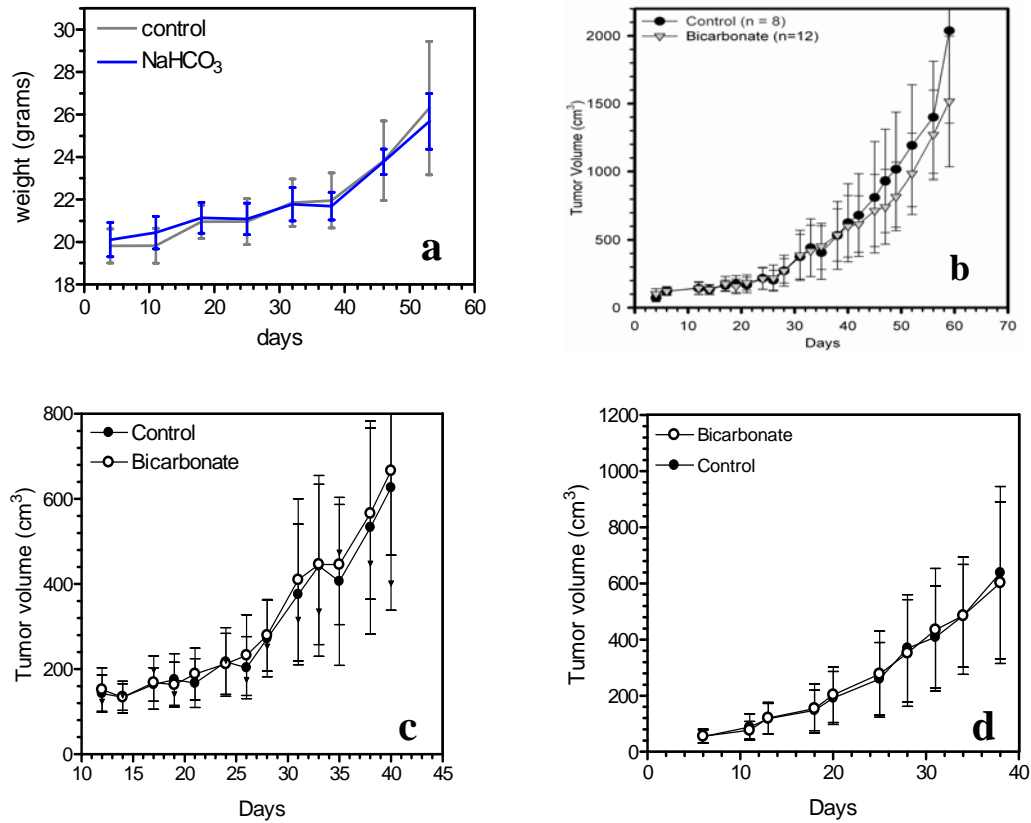 control
NaHCO3
weight (grams)
30
28
26
24
22
20
18
0 10 20 30 40 50 60
days
a
Control (n = 8)
Bicarbonate (n=12)
Tumor Volume (cm3)
2000
1500
1000
500
0
0 10 20 30 40 50 60 70
Days
b
Control
Bicarbonate
Tumor volume (cm3)
800
600
400
200
0
10 15 20 25 30 35 40 45
Days
c
Bicarbonate
Control
Tumor volume (cm3)
1200
1000
800
600
400
200
0
0 10 20 30 40
Days
d